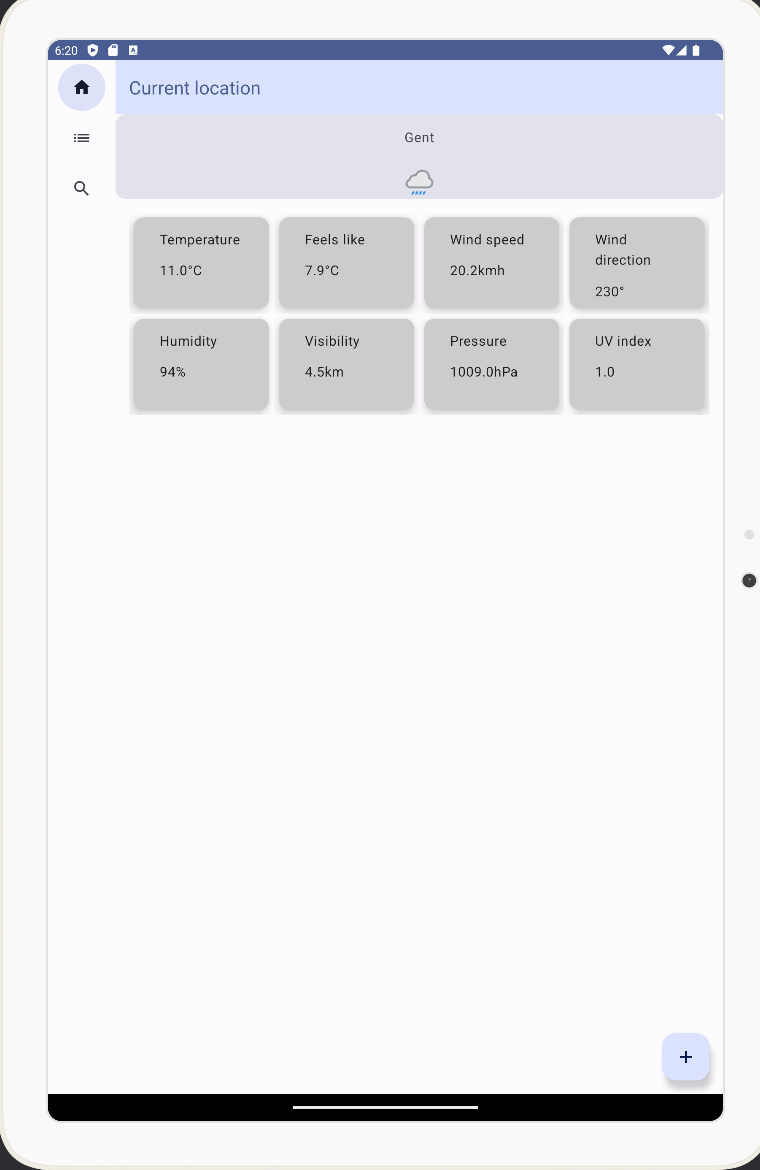 6:20
Current location
Gent
Temperature
11.0°C
Feels like
7.9°C
Wind speed
20.2kmh
Wind
direction
230°
Humidity
94%
Visibility
4.5km
Pressure
1009.0hPa
UV index
1.0